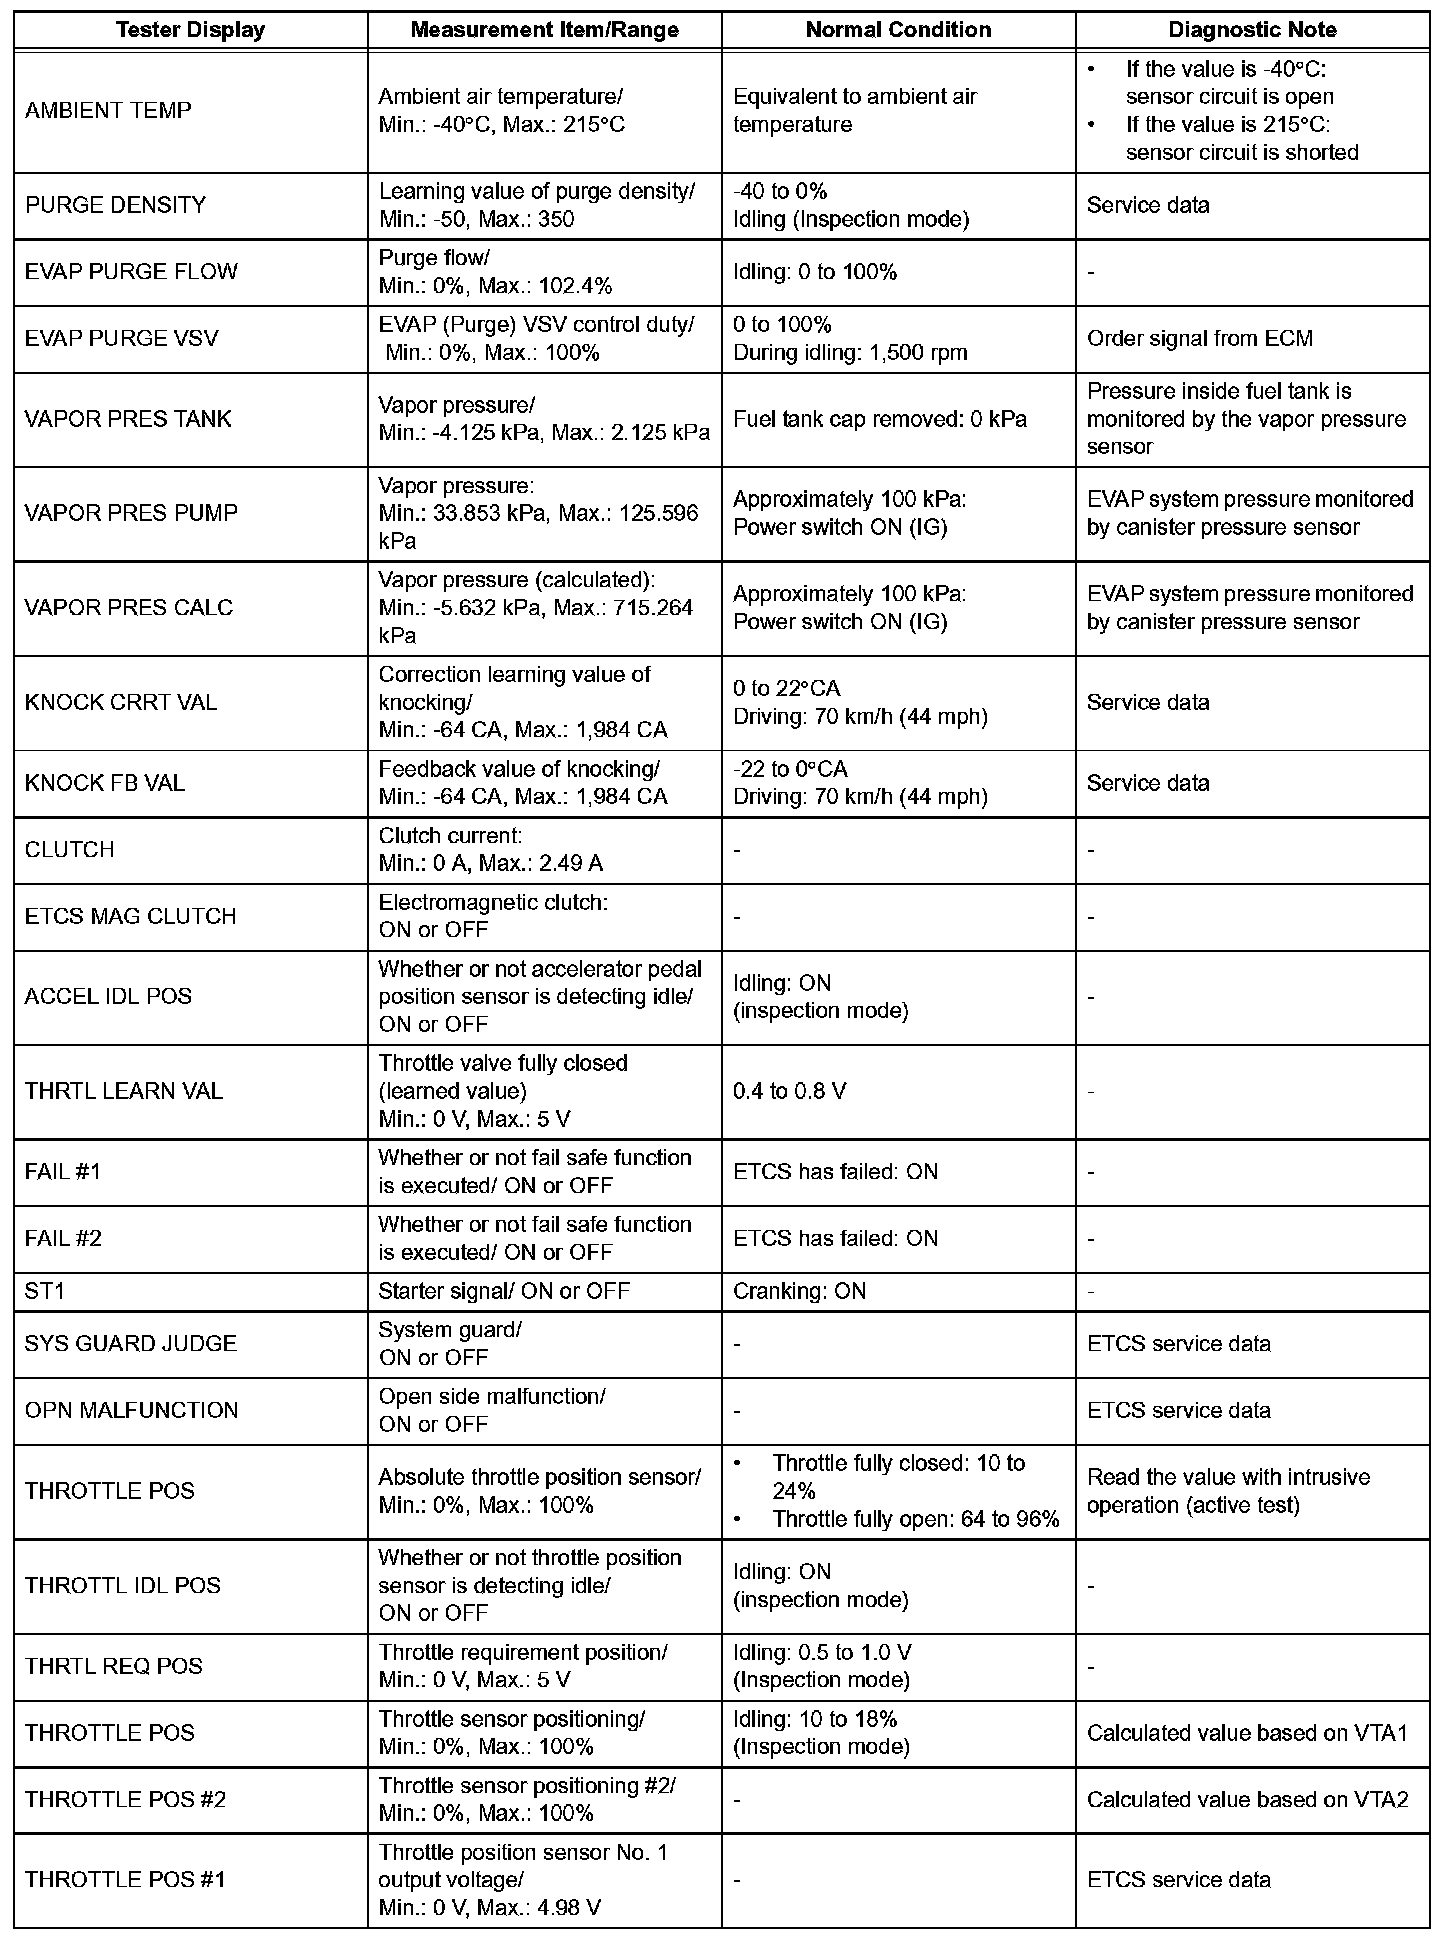 Tester Display Measurement Item/Range Normal Condition Diagnostic Note
AMBIENT TEMP
Ambient air temperature/
Min.: -40°C, Max.: 215°C
Equivalent to ambient air
temperature
• If the value is -40°C:
sensor circuit is open
• If the value is 215°C:
sensor circuit is shorted
PURGE DENSITY
Learning value of purge density/
Min.: -50, Max.: 350
-40 to 0%
Idling (Inspection mode)
Service data
EVAP PURGE FLOW
Purge flow/
Min.: 0%, Max.: 102.4%
Idling: 0 to 100%
-
EVAP PURGE VSV
EVAP (Purge) VSV control duty/
Min.: 0%, Max.: 100%
0 to 100%
During idling: 1,500 rpm
Order signal from ECM
VAPOR PRES TANK
Vapor pressure/
Min.: -4.125 kPa, Max.: 2.125 kPa
Fuel tank cap removed: 0 kPa
Pressure inside fuel tank is
monitored by the vapor pressure
sensor
VAPOR PRES PUMP
Vapor pressure:
Min.: 33.853 kPa, Max.: 125.596
kPa
Approximately 100 kPa:
Power switch ON (IG)
EVAP system pressure monitored
by canister pressure sensor
VAPOR PRES CALC
Vapor pressure (calculated):
Min.: -5.632 kPa, Max.: 715.264
kPa
Approximately 100 kPa:
Power switch ON (IG)
EVAP system pressure monitored
by canister pressure sensor
KNOCK CRRT VAL
Correction learning value of
knocking/
Min.: -64 CA, Max.: 1,984 CA
0 to 22°CA
Driving: 70 km/h (44 mph)
Service data
KNOCK FB VAL
Feedback value of knocking/
Min.: -64 CA, Max.: 1,984 CA
-22 to 0°CA
Driving: 70 km/h (44 mph)
Service data
CLUTCH
Clutch current:
Min.: 0 A, Max.: 2.49 A
-
-
ETCS MAG CLUTCH
Electromagnetic clutch:
ON or OFF
-
-
ACCEL IDL POS
Whether or not accelerator pedal
position sensor is detecting idle/
ON or OFF
Idling: ON
(inspection mode)
-
THRTL LEARN VAL
Throttle valve fully closed
(learned value)
Min.: 0 V, Max.: 5 V
0.4 to 0.8 V
-
FAIL #1
Whether or not fail safe function
is executed/ ON or OFF
ETCS has failed: ON
-
FAIL #2
Whether or not fail safe function
is executed/ ON or OFF
ETCS has failed: ON
-
ST1
Starter signal/ ON or OFF
Cranking: ON
-
SYS GUARD JUDGE
System guard/
ON or OFF
-
ETCS service data
OPN MALFUNCTION
Open side malfunction/
ON or OFF
-
ETCS service data
THROTTLE POS
Absolute throttle position sensor/
Min.: 0%, Max.: 100%
• Throttle fully closed: 10 to
24%
• Throttle fully open: 64 to 96%
Read the value with intrusive
operation (active test)
THROTTL IDL POS
Whether or not throttle position
sensor is detecting idle/
ON or OFF
Idling: ON
(inspection mode)
-
THRTL REQ POS
Throttle requirement position/
Min.: 0 V, Max.: 5 V
Idling: 0.5 to 1.0 V
(Inspection mode)
-
THROTTLE POS
Throttle sensor positioning/
Min.: 0%, Max.: 100%
Idling: 10 to 18%
(Inspection mode)
Calculated value based on VTA1
THROTTLE POS #2
Throttle sensor positioning #2/
Min.: 0%, Max.: 100%
-
Calculated value based on VTA2
THROTTLE POS #1
Throttle position sensor No. 1
output voltage/
Min.: 0 V, Max.: 4.98 V
-
ETCS service data